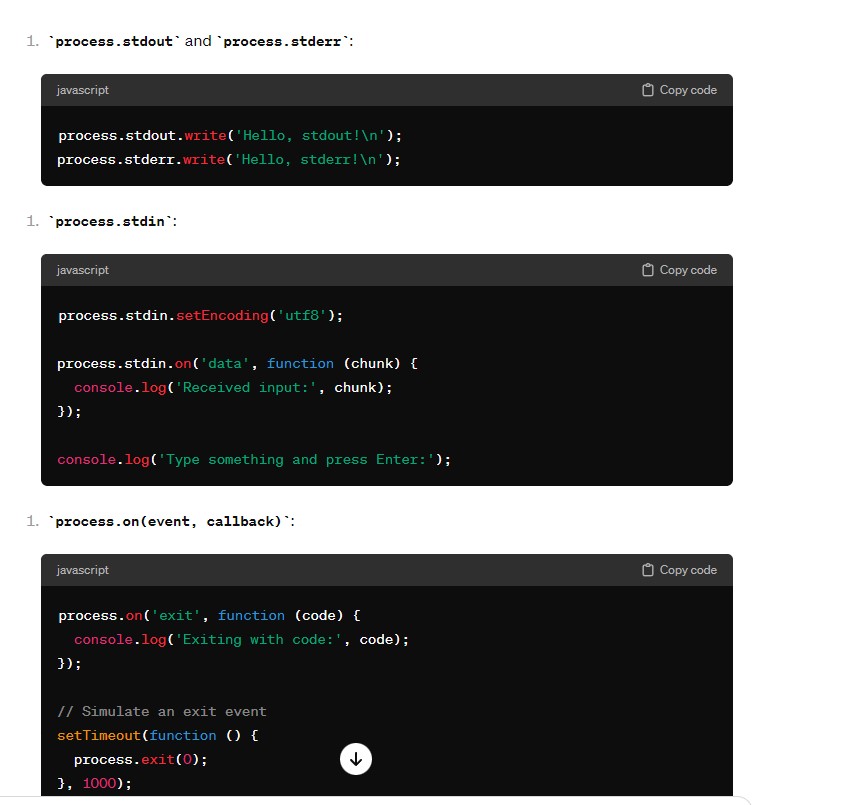 1. `process.stdout` and `process.stderr`:
javascript
Copy code
process.stdout.write('Hello, stdout!\n');
process.stderr.write('Hello, stderr!\n');
1. `process.stdin`:
javascript
Copy code
process.stdin.setEncoding('utf8');
process.stdin.on('data', function (chunk) {
  console.log('Received input:', chunk);
});
console.log('Type something and press Enter:');
1. `process.on(event, callback)`:
javascript
Copy code
process.on('exit', function (code) {
  console.log('Exiting with code:', code);
});
// Simulate an exit event
setTimeout(function () {
  process.exit(0);
}, 1000);